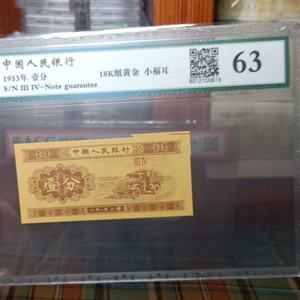 中国人民银行
1953年 壹分
18K纸黄金 小福耳
S/N III IV-Note guarantee
63
中国人民银行
III IV
壹分
一九五三年